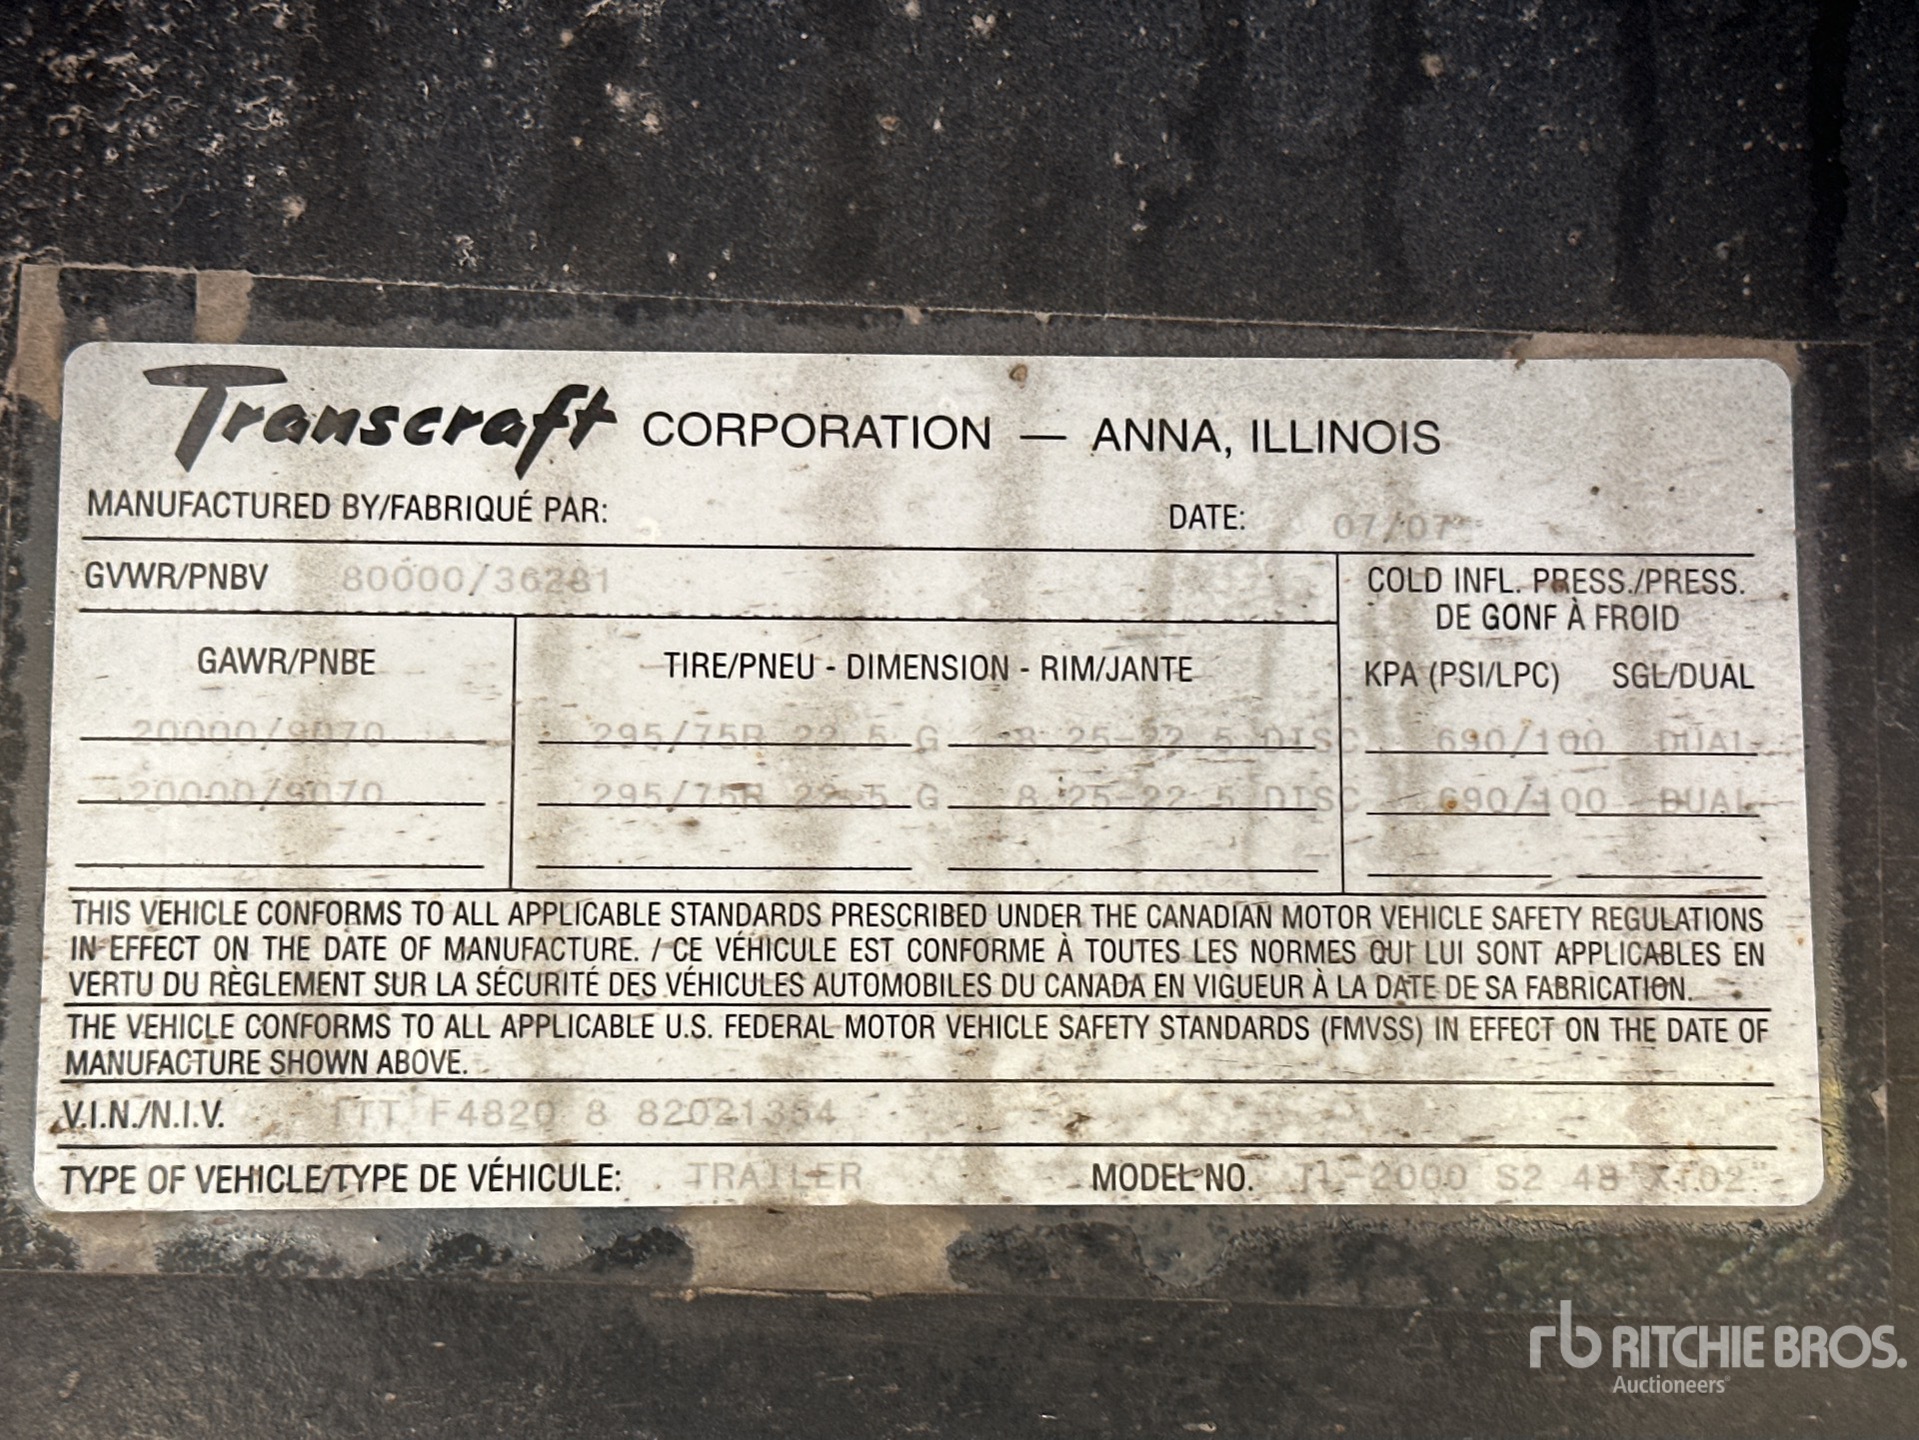 Transcraft CORPORATION — ANNA, ILLINOIS
MANUFACTURED BY/FABRIQUÉ PAR: DATE: 07/07
GVWR/PNBV 80000/36281
COLD INFL. PRESS./PRESS.
DE GONF À FROID
GAWR/PNBE TIRE/PNEU - DIMENSION - RIM/JANTE KPA (PSI/LPC) SGL/DUAL
20000/9070 295/75R 22.5 G 8.25-22.5 DISC 690/100 DUAL
20000/9070 295/75R 22.5 G 8.25-22.5 DISC 690/100 DUAL
THIS VEHICLE CONFORMS TO ALL APPLICABLE STANDARDS PRESCRIBED UNDER THE CANADIAN MOTOR VEHICLE SAFETY REGULATIONS
IN EFFECT ON THE DATE OF MANUFACTURE. / CE VÉHICULE EST CONFORME À TOUTES LES NORMES QUI LUI SONT APPLICABLES EN
VERTU DU RÈGLEMENT SUR LA SÉCURITÉ DES VÉHICULES AUTOMOBILES DU CANADA EN VIGUEUR À LA DATE DE SA FABRICATION.
THE VEHICLE CONFORMS TO ALL APPLICABLE U.S. FEDERAL MOTOR VEHICLE SAFETY STANDARDS (FMVSS) IN EFFECT ON THE DATE OF
MANUFACTURE SHOWN ABOVE.
V.I.N./N.I.V. 1TT F4820 8 82021354
TYPE OF VEHICLE/TYPE DE VÉHICULE: TRAILER MODEL NO. TL-2000 S2 48'X102"
rb RITCHIE BROS.
Auctioneers